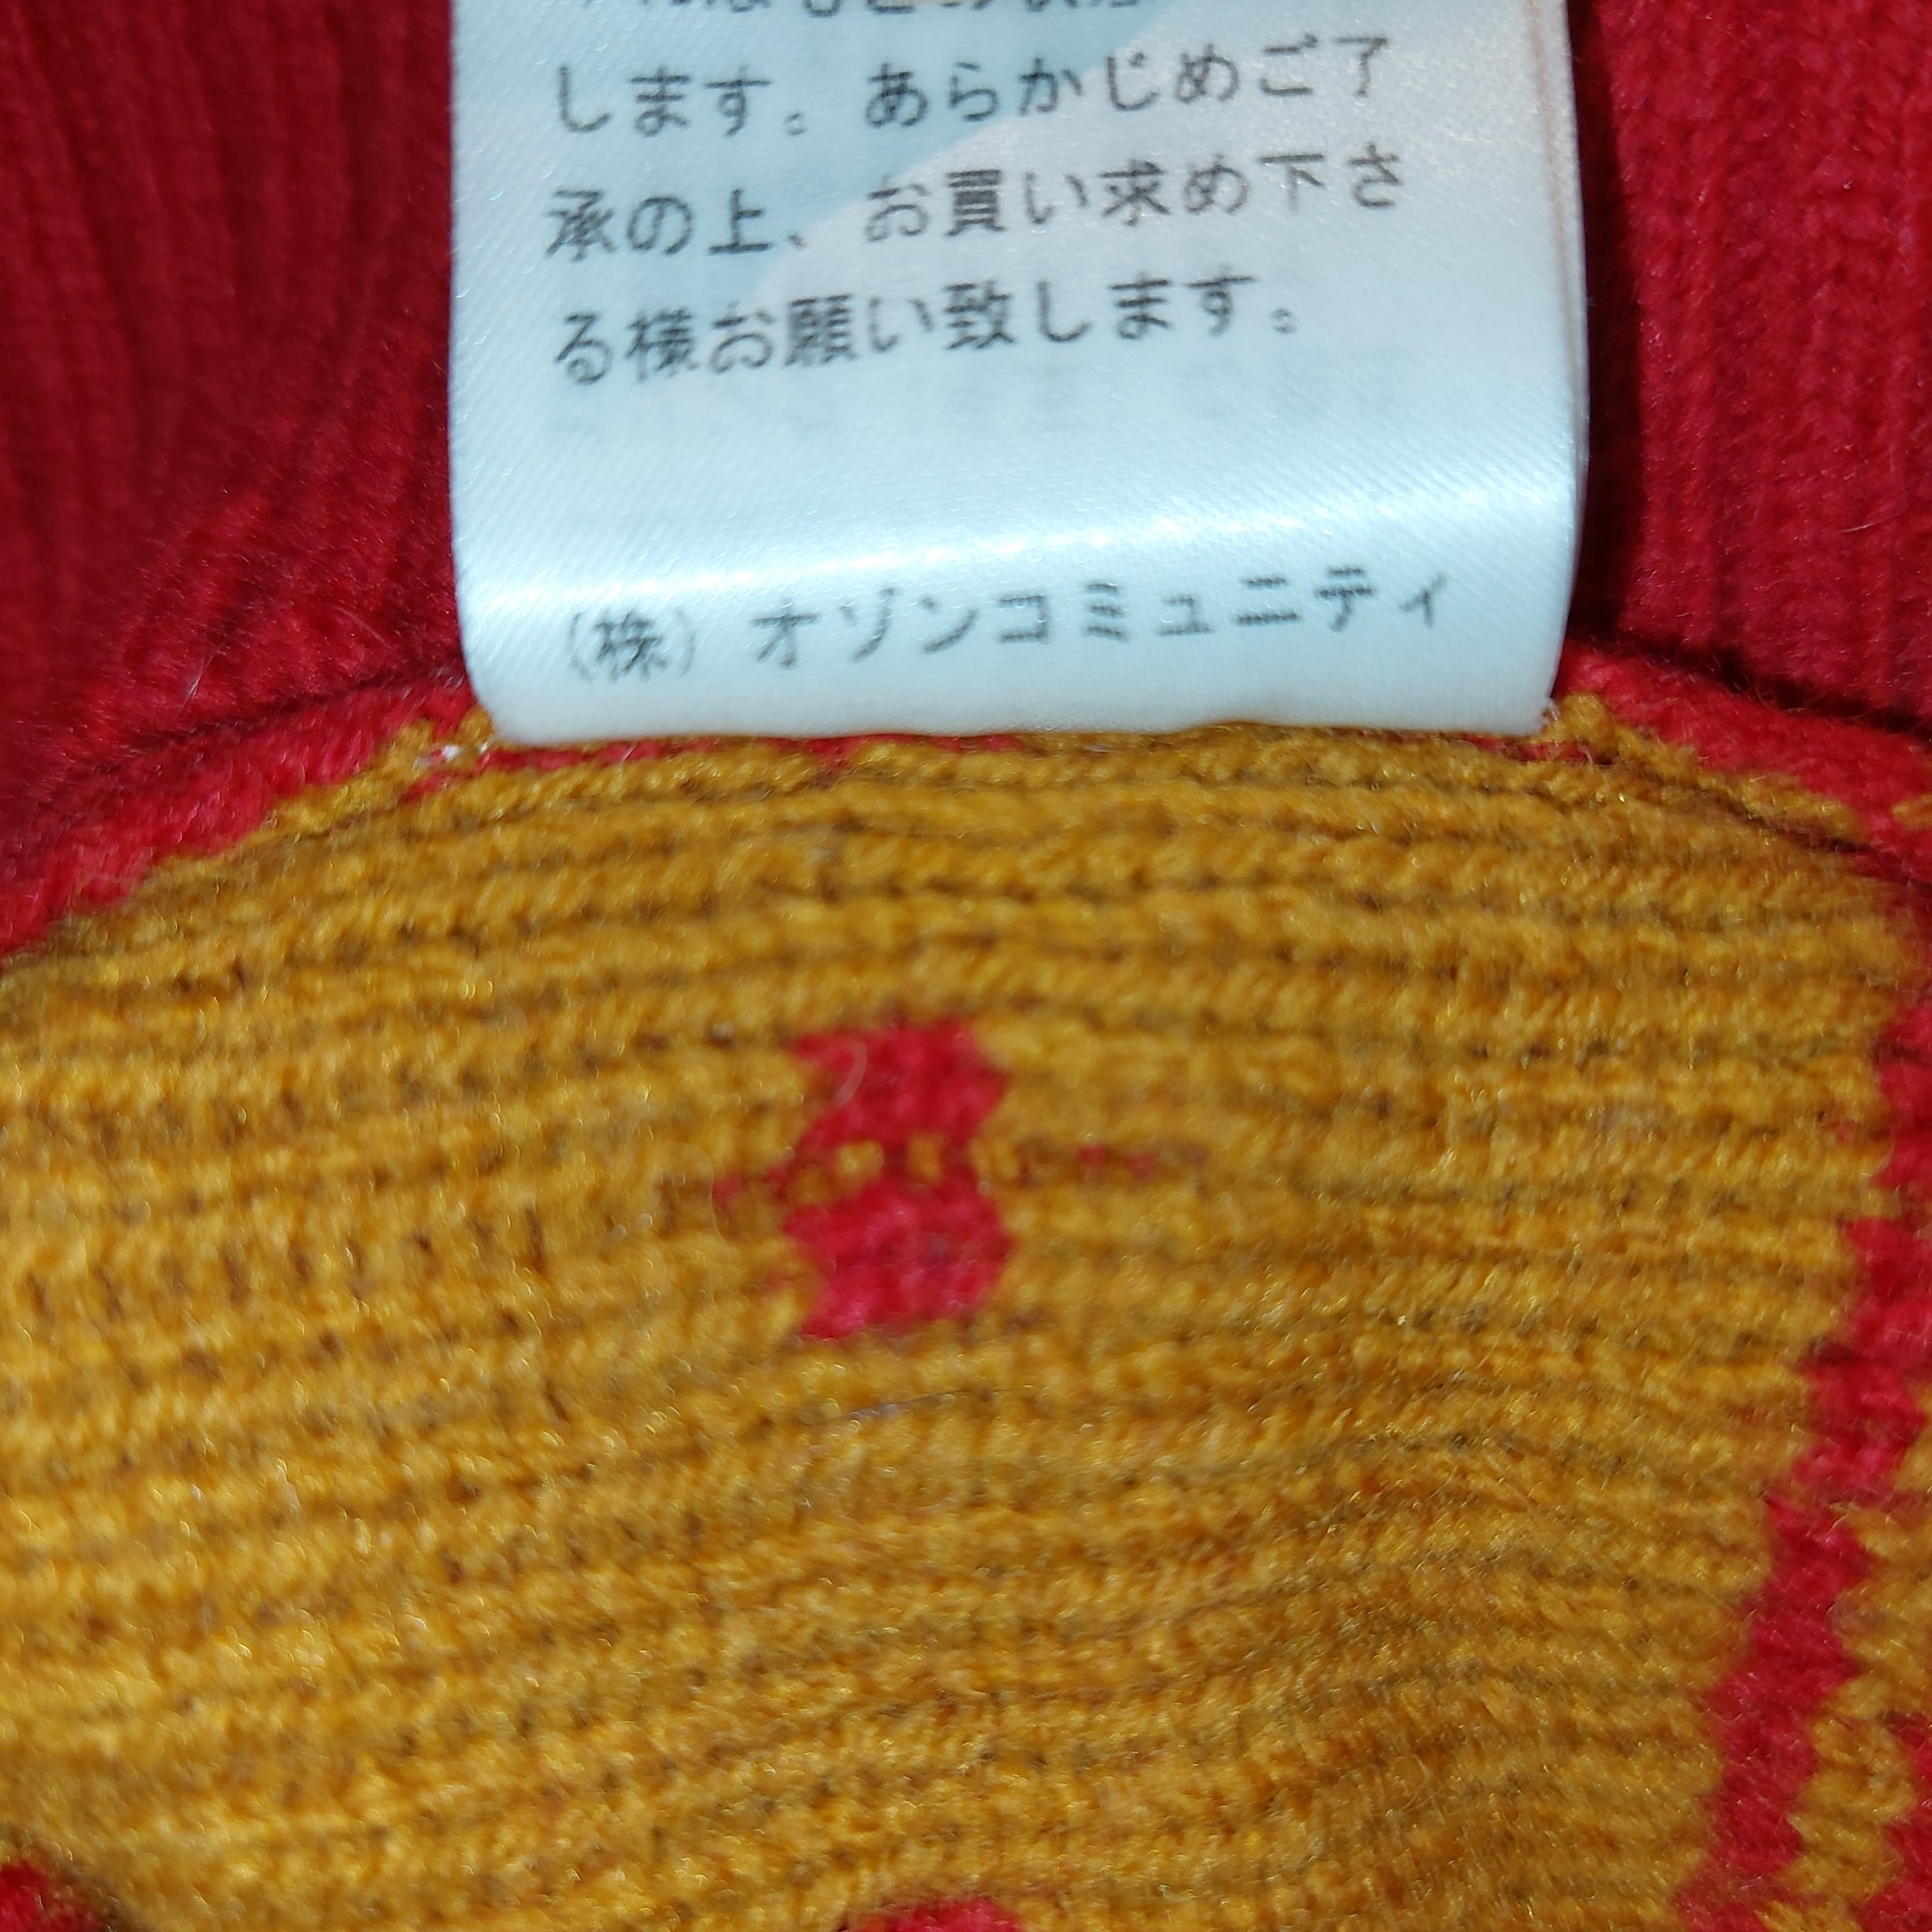 します。あらかじめご了
承の上、お買い求め下さ
る様お願い致します。
(株)オゾンコミュニティ